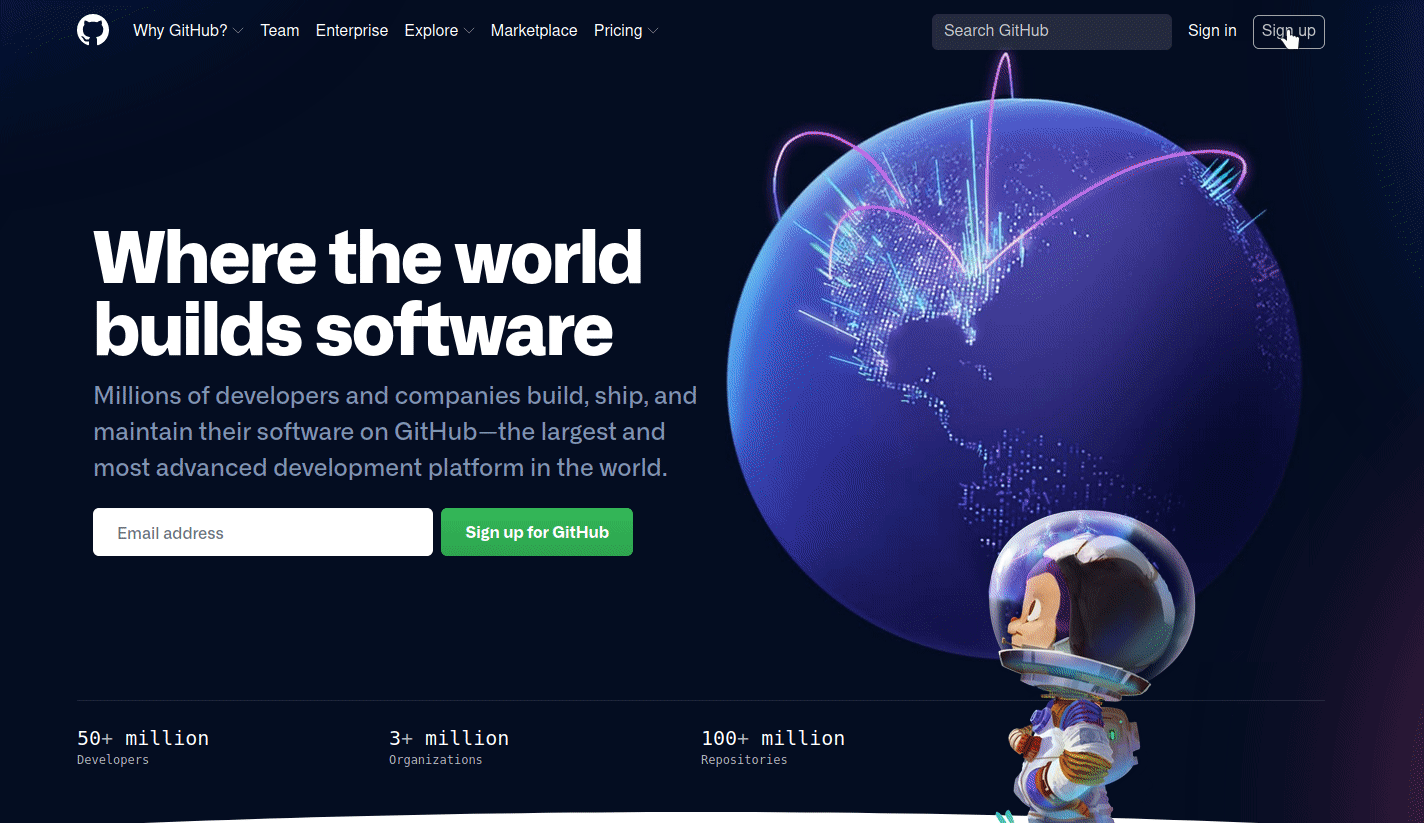 Why GitHub? Team Enterprise Explore Marketplace Pricing Search GitHub Sign in Sign up
Where the world
builds software
Millions of developers and companies build, ship, and
maintain their software on GitHub—the largest and
most advanced development platform in the world.
Email address Sign up for GitHub
50+ million 3+ million 100+ million
Developers Organizations Repositories